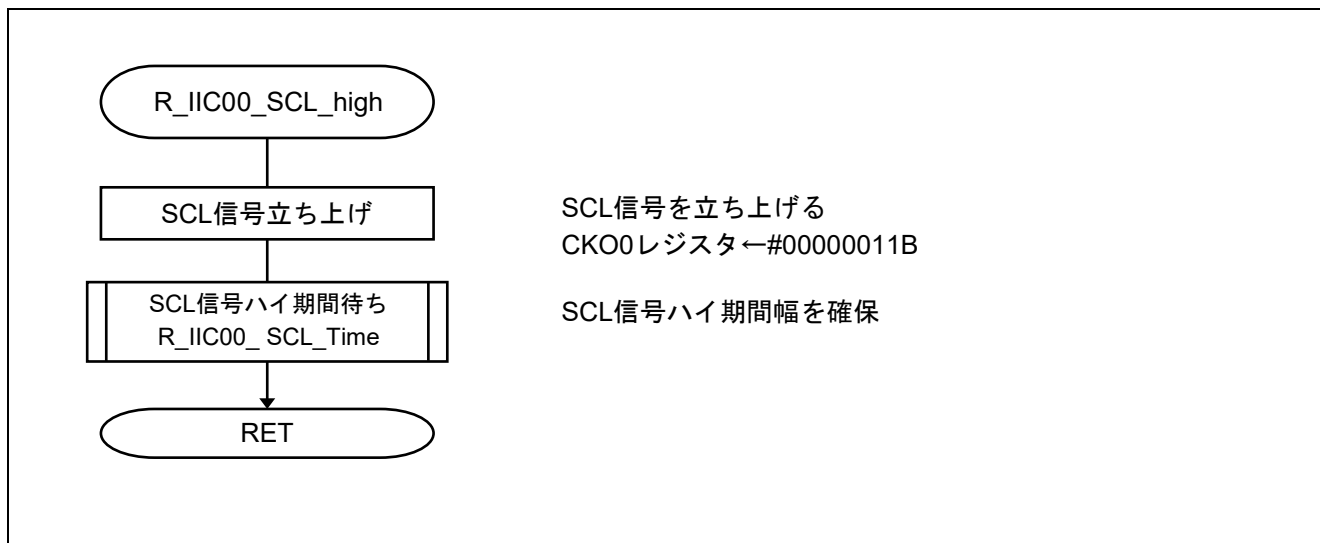 R_IIC00_SCL_high
SCL信号立ち上げ
SCL信号を立ち上げる
CKO0レジスタ←#00000011B
SCL信号ハイ期間待ち
R_IIC00_ SCL_Time
SCL信号ハイ期間幅を確保
RET